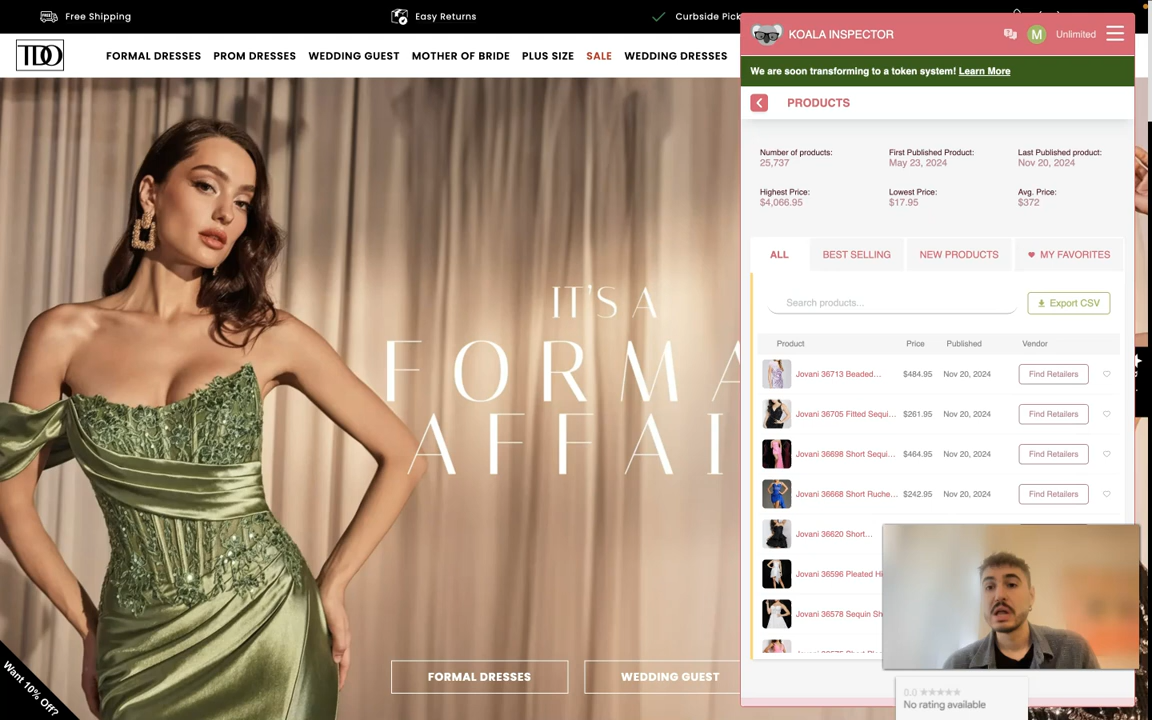 Free Shipping
Easy Returns
Curbside Pick
TDO
FORMAL DRESSES PROM DRESSES WEDDING GUEST MOTHER OF BRIDE PLUS SIZE SALE WEDDING DRESSES
IT'S A
FORMA
AFFAI
FORMAL DRESSES
WEDDING GUEST
Want 10% Off?
KOALA INSPECTOR
M
Unlimited
We are soon transforming to a token system! Learn More
PRODUCTS
Number of products:
25,737
First Published Product:
May 23, 2024
Last Published product:
Nov 20, 2024
Highest Price:
$4,066.95
Lowest Price:
$17.95
Avg. Price:
$372
ALL BEST SELLING NEW PRODUCTS MY FAVORITES
Search products...
Export CSV
Product Price Published Vendor
Jovani 36713 Beaded... $484.95 Nov 20, 2024 Find Retailers
Jovani 36705 Fitted Sequi... $261.95 Nov 20, 2024 Find Retailers
Jovani 36698 Short Sequi... $464.95 Nov 20, 2024 Find Retailers
Jovani 36668 Short Ruche... $242.95 Nov 20, 2024 Find Retailers
Jovani 36620 Short...
Jovani 36596 Pleated Hi
Jovani 36578 Sequin Sh
0.0 ★★★★★
No rating available